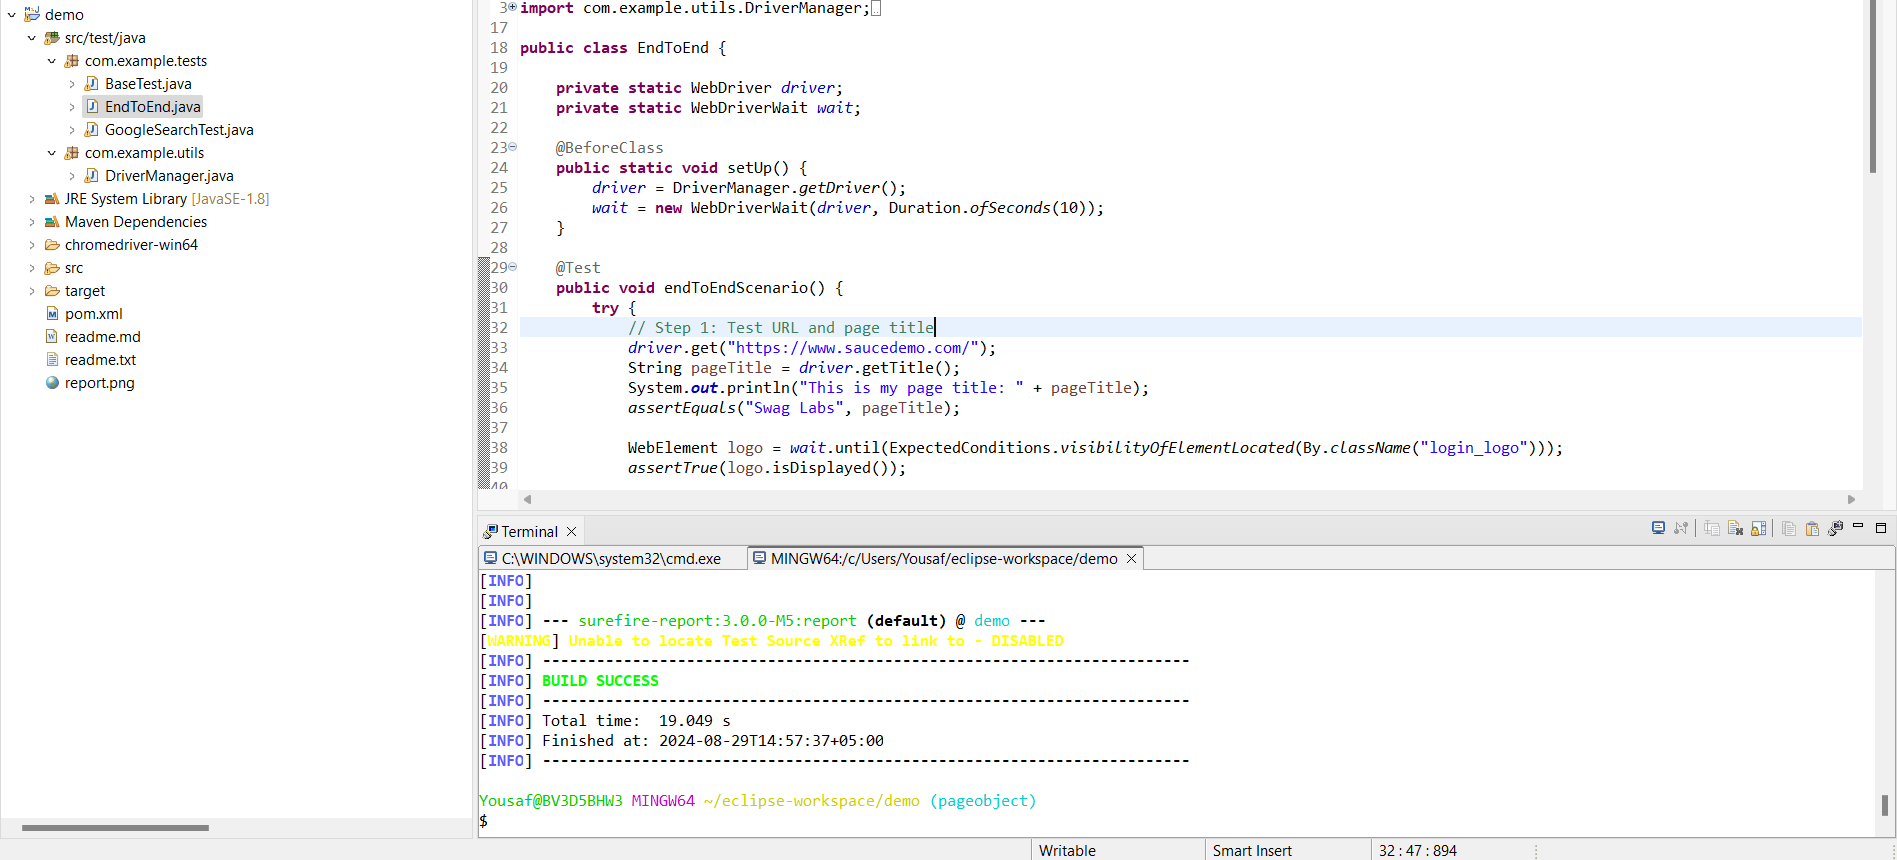 demo
src/test/java
com.example.tests
BaseTest.java
EndToEnd.java
GoogleSearchTest.java
com.example.utils
DriverManager.java
JRE System Library [JavaSE-1.8]
Maven Dependencies
chromedriver-win64
src
target
pom.xml
readme.md
readme.txt
report.png
3 import com.example.utils.DriverManager;
17
18 public class EndToEnd {
19
20 private static WebDriver driver;
21 private static WebDriverWait wait;
22
23 @BeforeClass
24 public static void setUp() {
25 driver = DriverManager.getDriver();
26 wait = new WebDriverWait(driver, Duration.ofSeconds(10));
27 }
28
29 @Test
30 public void endToEndScenario() {
31 try {
32 // Step 1: Test URL and page title
33 driver.get("https://www.saucedemo.com/");
34 String pageTitle = driver.getTitle();
35 System.out.println("This is my page title: " + pageTitle);
36 assertEquals("Swag Labs", pageTitle);
37
38 WebElement logo = wait.until(ExpectedConditions.visibilityOfElementLocated(By.className("login_logo")));
39 assertTrue(logo.isDisplayed());
40
Terminal
C:\WINDOWS\system32\cmd.exe
MINGW64:/c/Users/Yousaf/eclipse-workspace/demo
[INFO]
[INFO]
[INFO] --- surefire-report:3.0.0-M5:report (default) @ demo ---
[WARNING] Unable to locate Test Source XRef to link to - DISABLED
[INFO] ------------------------------------------------------------------------
[INFO] BUILD SUCCESS
[INFO] ------------------------------------------------------------------------
[INFO] Total time:  19.049 s
[INFO] Finished at: 2024-08-29T14:57:37+05:00
[INFO] ------------------------------------------------------------------------
Yousaf@BV3D5BHW3 MINGW64 ~/eclipse-workspace/demo (pageobject)
$
Writable
Smart Insert
32 : 47 : 894